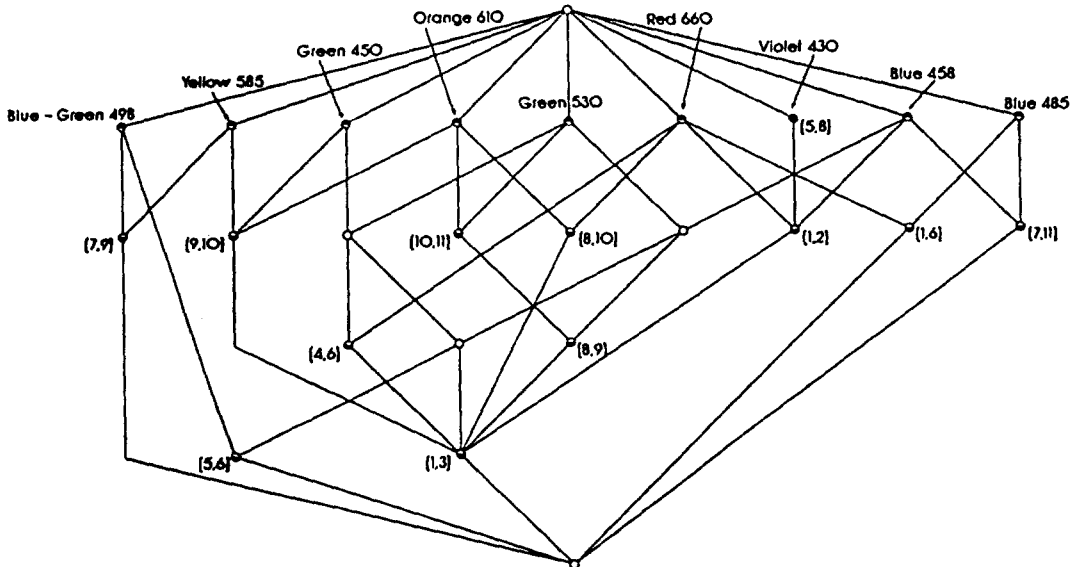 Orange 610
Red 660
Green 450
Violet 430
Yellow 585
Blue 458
Blue - Green 498
Green 530
Blue 485
{5,8}
{7,9}
{9,10}
{10,11}
{8,10}
{1,2}
{1,6}
{7,11}
{4,6}
{8,9}
{5,6}
{1,3}